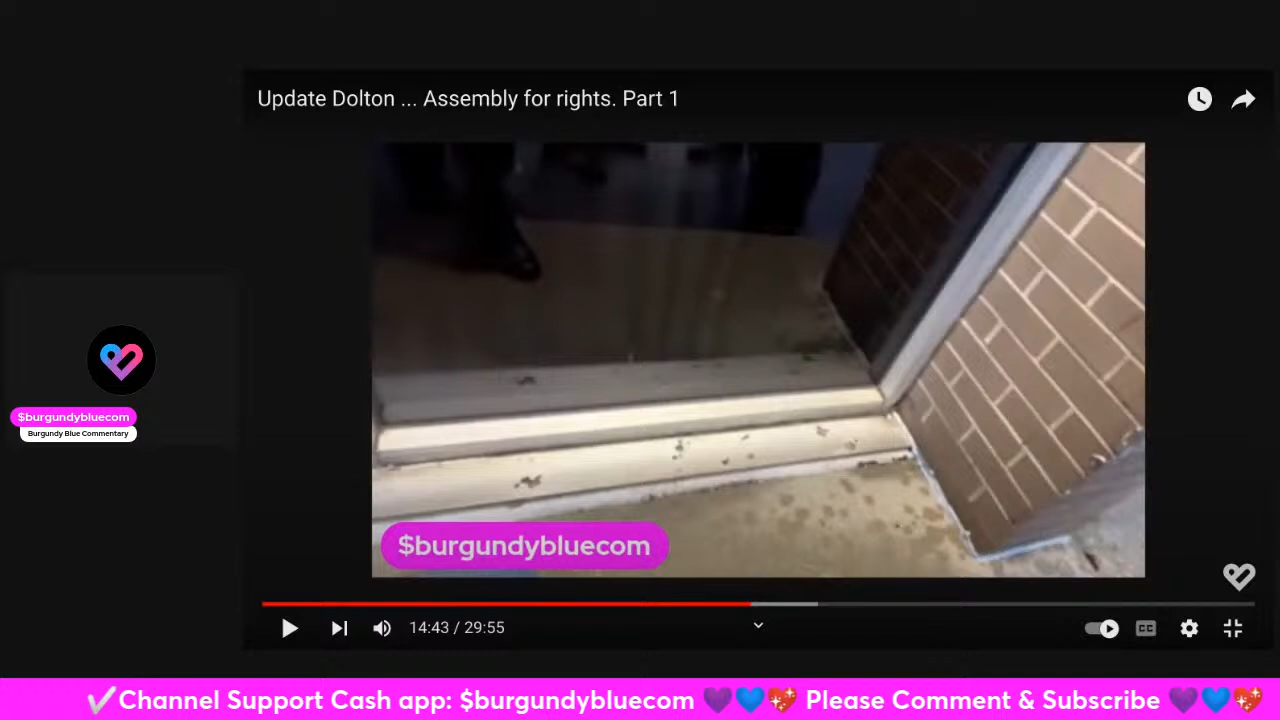 Update Dolton ... Assembly for rights. Part 1
$burgundybluecom
Burgundy Blue Commentary
$burgundybluecom
14:43 / 29:55
CC
✔️Channel Support Cash app: $burgundybluecom 💜💙💖 Please Comment & Subscribe 💜💙💖